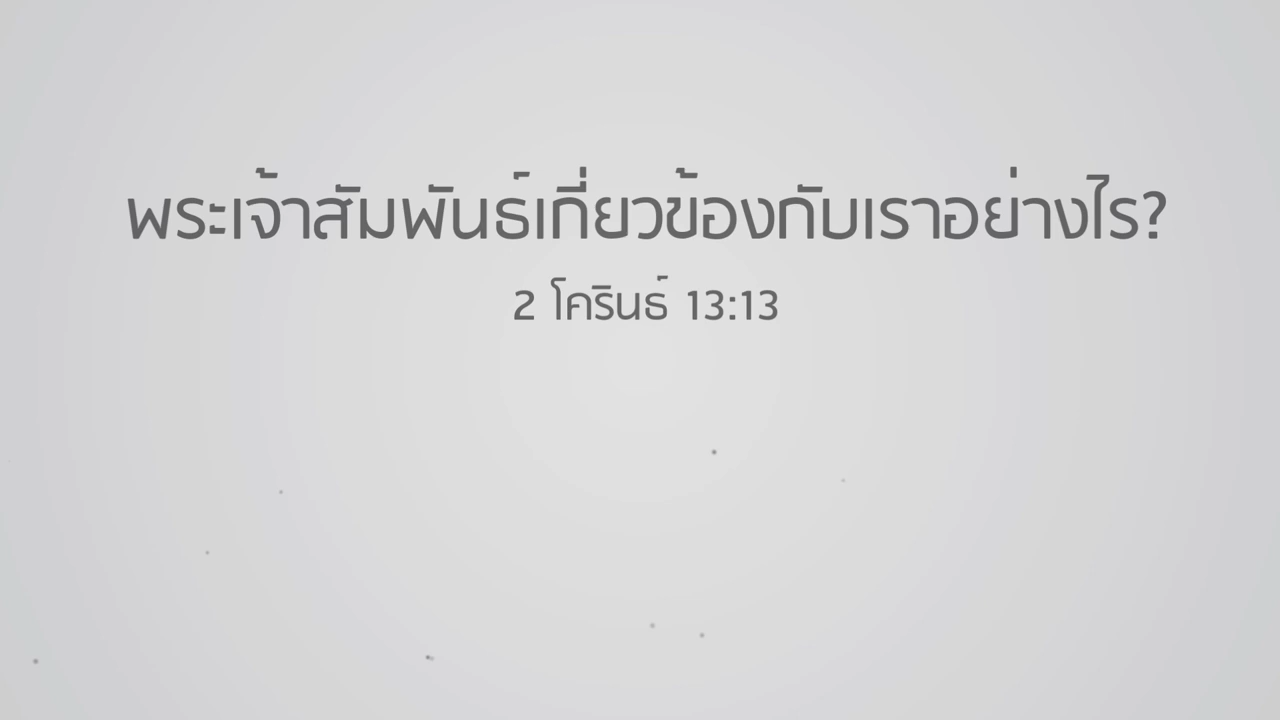 พระเจ้าสัมพันธ์เกี่ยวข้องกับเราอย่างไร?
2 โครินธ์ 13:13